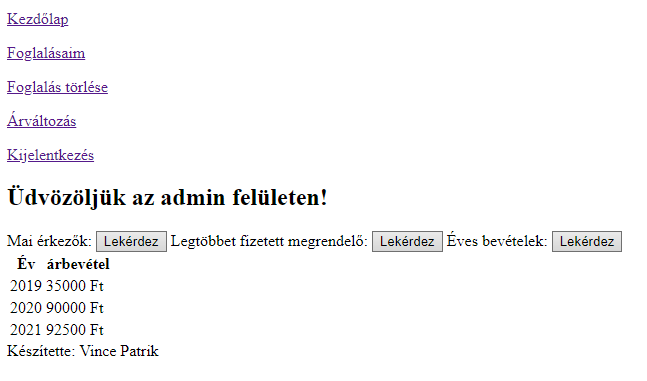 Kezdőlap
Foglalásaim
Foglalás törlése
Árváltozás
Kijelentkezés
Üdvözöljük az admin felületen!
Mai érkezők: Lekérdez Legtöbbet fizetett megrendelő: Lekérdez Éves bevételek: Lekérdez
Év árbevétel
2019 35000 Ft
2020 90000 Ft
2021 92500 Ft
Készítette: Vince Patrik